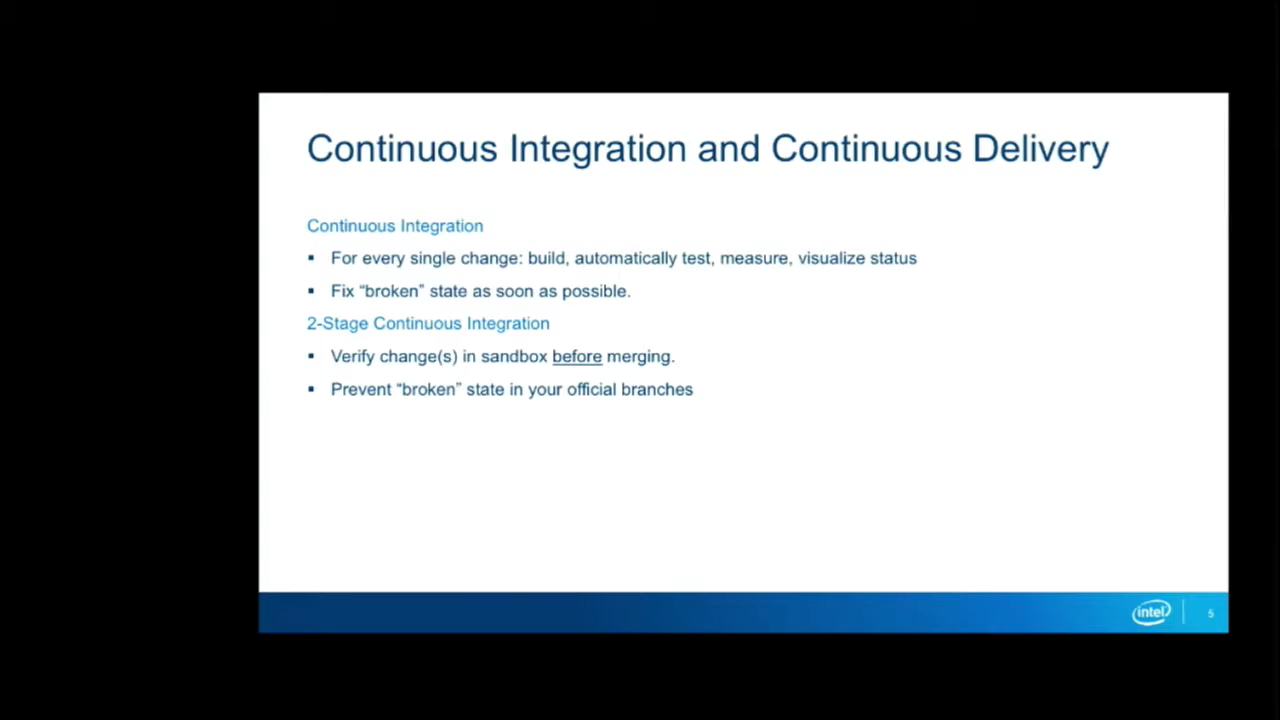 Continuous Integration and Continuous Delivery
Continuous Integration
▪ For every single change: build, automatically test, measure, visualize status
▪ Fix “broken” state as soon as possible.
2-Stage Continuous Integration
▪ Verify change(s) in sandbox before merging.
▪ Prevent “broken” state in your official branches
intel
5